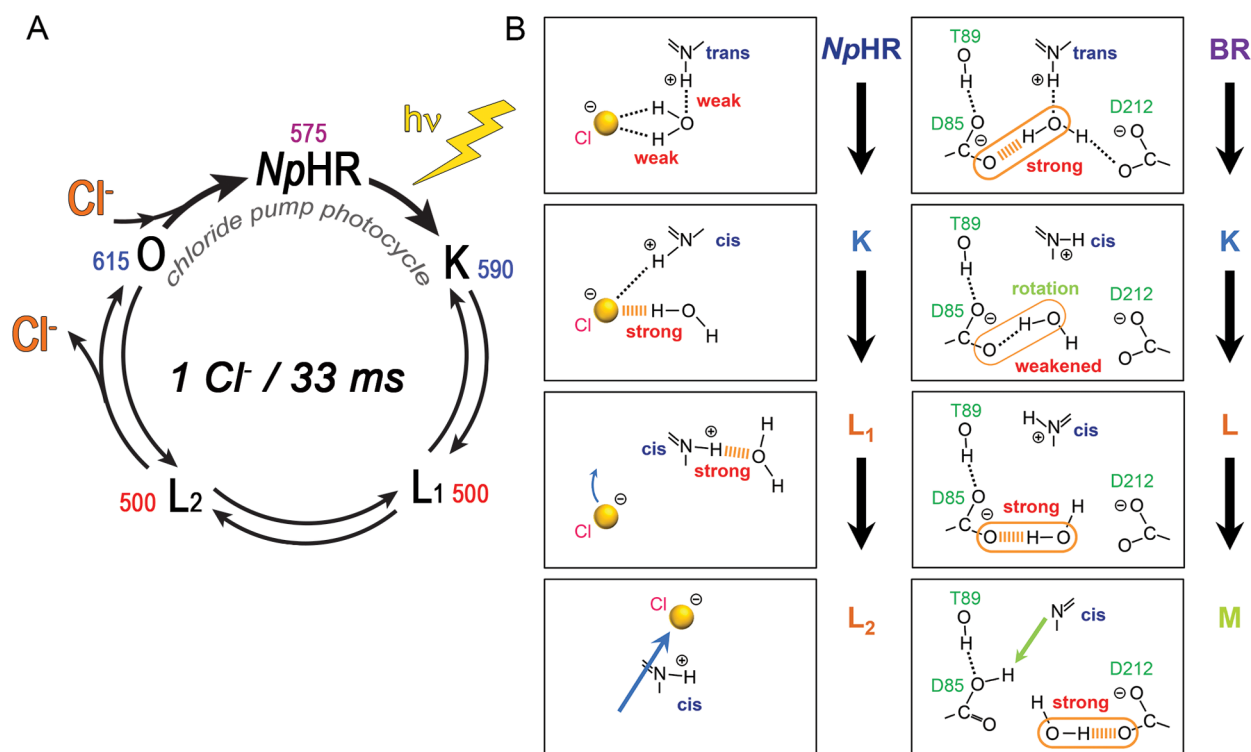 A
hν
575
NpHR
Cl-
chloride pump photocycle
O
615
K
590
Cl-
1 Cl- / 33 ms
500
L2
L1
500
B
N
trans
H
⊕
weak
⊖
H
Cl
H
O
weak
NpHR
T89
O
H
N
trans
H
⊕
D212
D85
O
⊖
C
O
H
O
H
strong
⊖
O
C
O
BR
⊕
N
cis
H
⊖
Cl
H-O
H
strong
K
T89
O
H
N-H
cis
⊕
rotation
D212
D85
O
⊖
C
O
H
O
H
weakened
⊖
O
C
O
K
cis
N
⊕
H
O
H
H
strong
⊖
Cl
L1
T89
O
H
H
N
⊕
cis
D212
D85
O
⊖
C
O
H-O
H
strong
⊖
O
C
O
L
Cl
⊖
⊕
N-H
cis
L2
T89
O
H
N
cis
D85
O
H
C
O
D212
H
strong
⊖
O
O-H
O
C
M